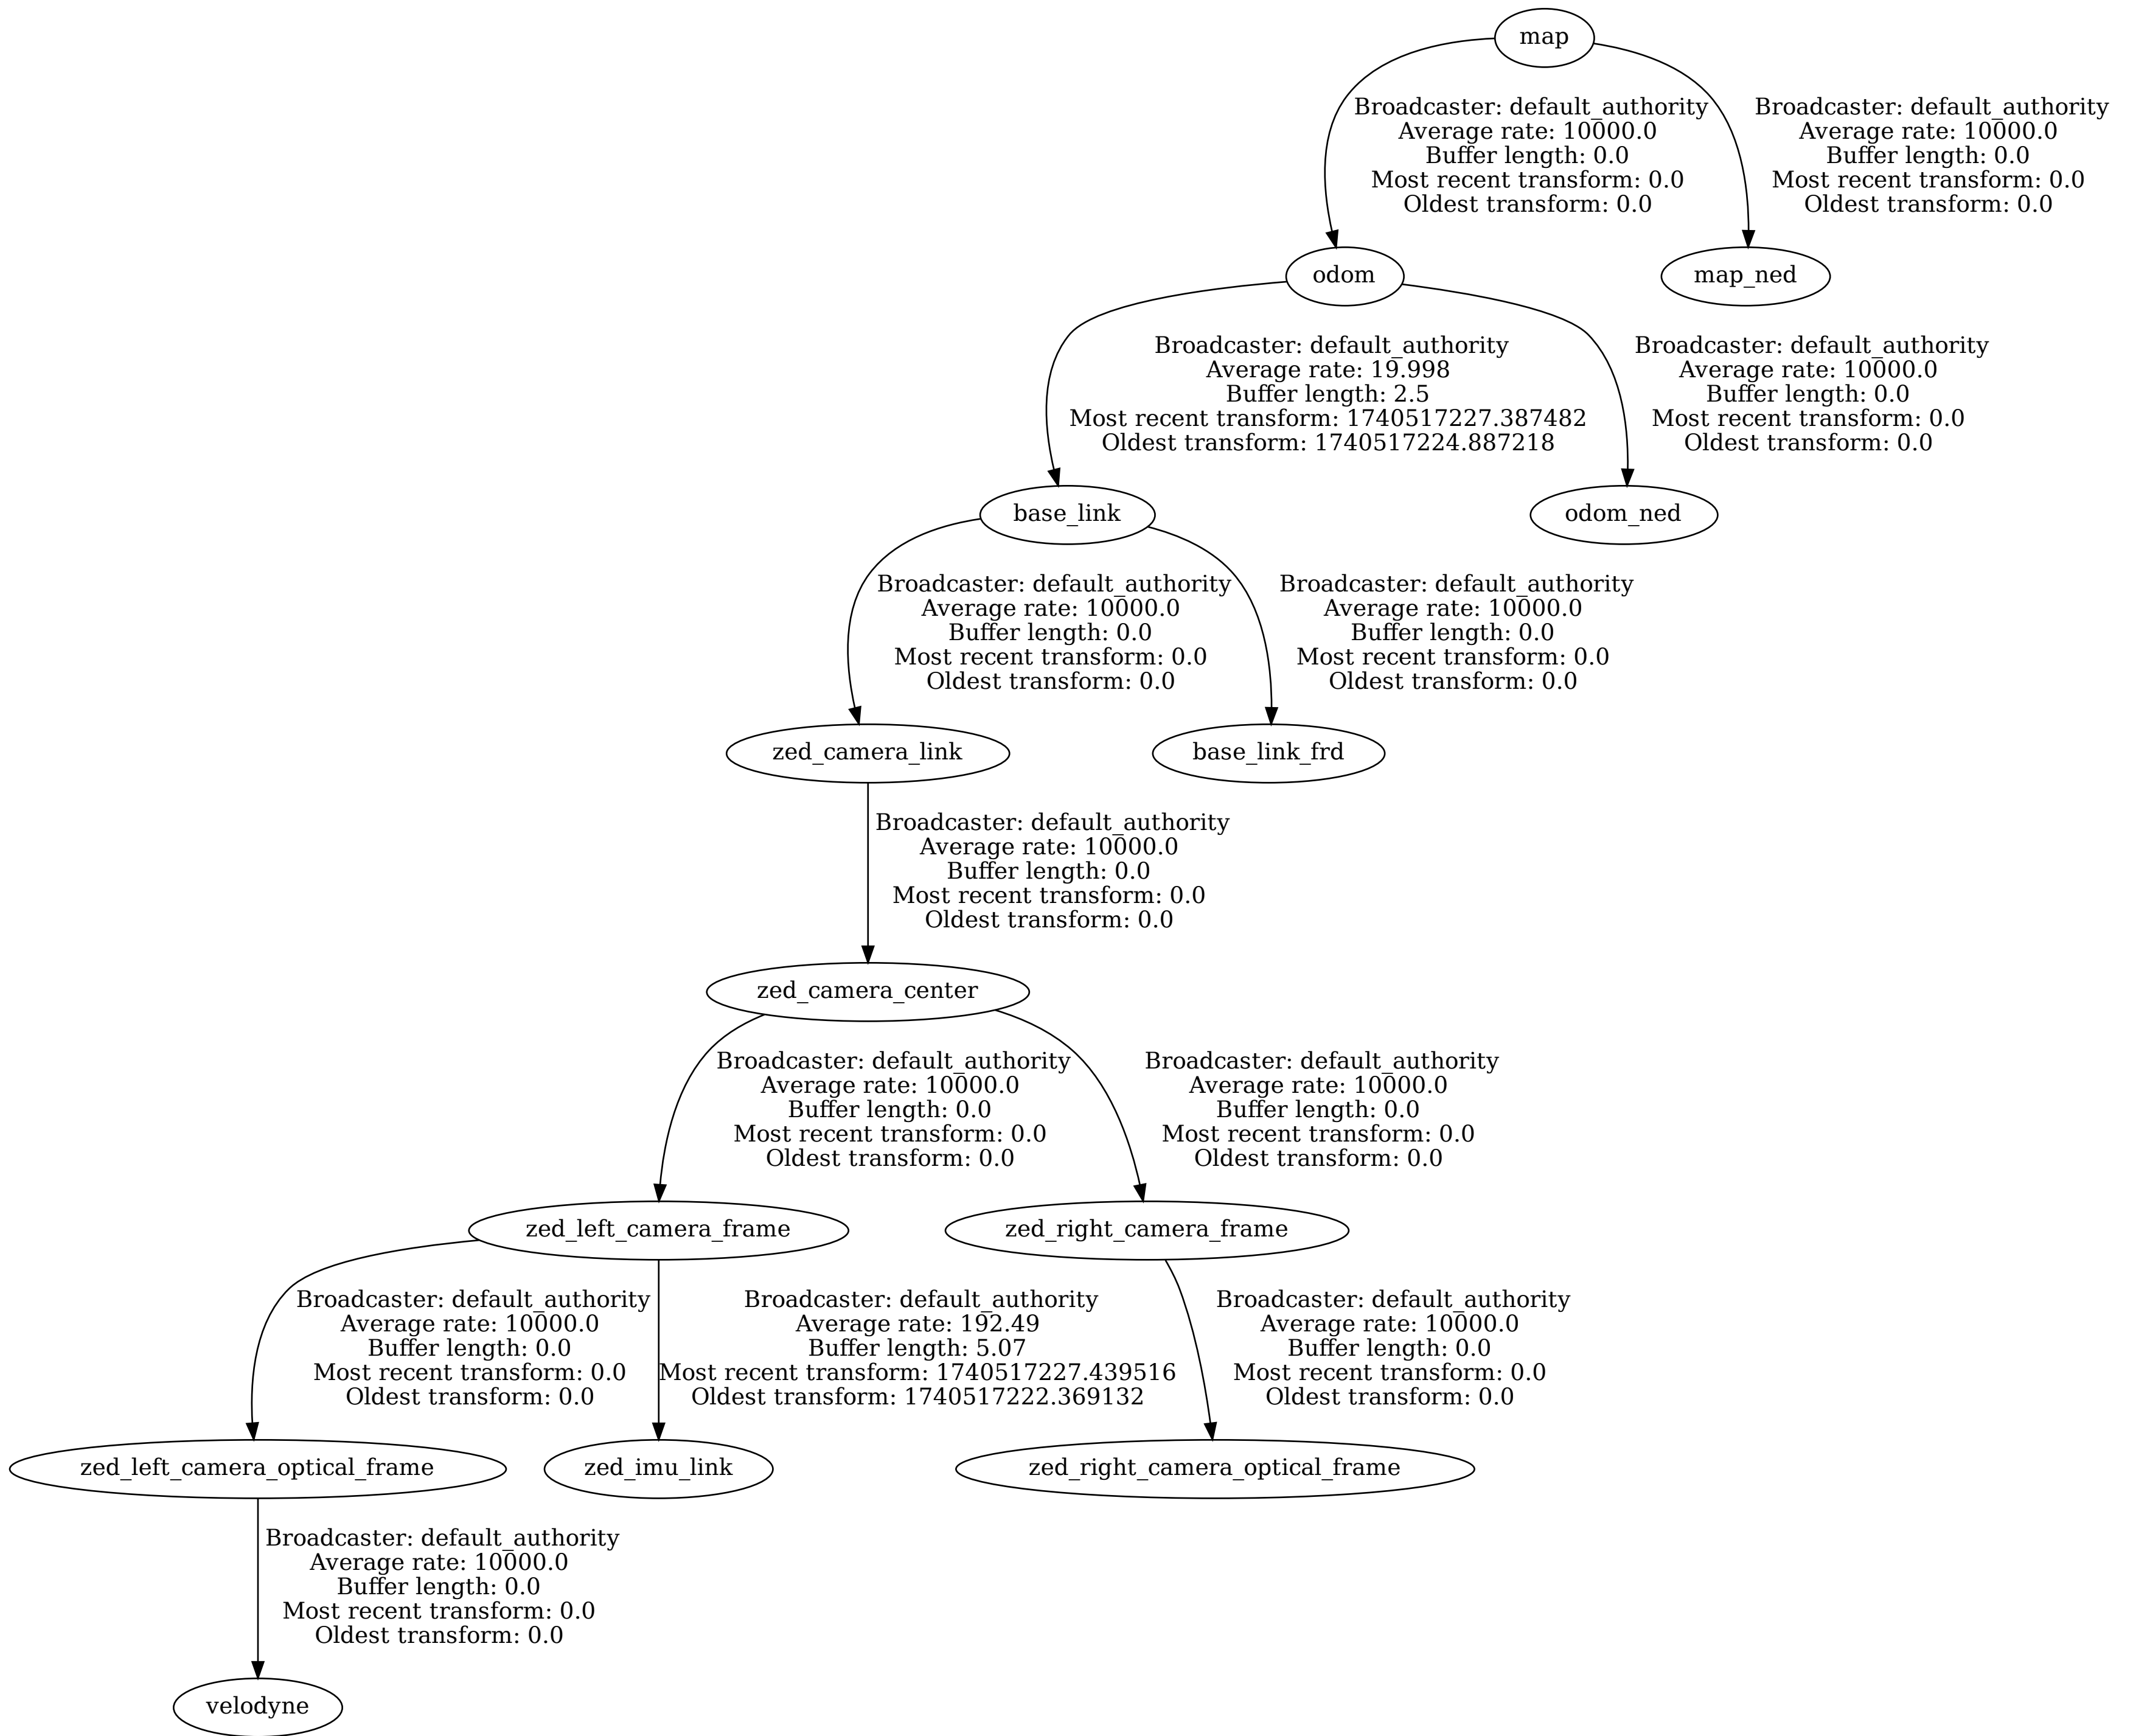 map
Broadcaster: default_authority
Average rate: 10000.0
Buffer length: 0.0
Most recent transform: 0.0
Oldest transform: 0.0
Broadcaster: default_authority
Average rate: 10000.0
Buffer length: 0.0
Most recent transform: 0.0
Oldest transform: 0.0
odom
map_ned
Broadcaster: default_authority
Average rate: 19.998
Buffer length: 2.5
Most recent transform: 1740517227.387482
Oldest transform: 1740517224.887218
Broadcaster: default_authority
Average rate: 10000.0
Buffer length: 0.0
Most recent transform: 0.0
Oldest transform: 0.0
base_link
odom_ned
Broadcaster: default_authority
Average rate: 10000.0
Buffer length: 0.0
Most recent transform: 0.0
Oldest transform: 0.0
Broadcaster: default_authority
Average rate: 10000.0
Buffer length: 0.0
Most recent transform: 0.0
Oldest transform: 0.0
zed_camera_link
base_link_frd
Broadcaster: default_authority
Average rate: 10000.0
Buffer length: 0.0
Most recent transform: 0.0
Oldest transform: 0.0
zed_camera_center
Broadcaster: default_authority
Average rate: 10000.0
Buffer length: 0.0
Most recent transform: 0.0
Oldest transform: 0.0
Broadcaster: default_authority
Average rate: 10000.0
Buffer length: 0.0
Most recent transform: 0.0
Oldest transform: 0.0
zed_left_camera_frame
zed_right_camera_frame
Broadcaster: default_authority
Average rate: 10000.0
Buffer length: 0.0
Most recent transform: 0.0
Oldest transform: 0.0
Broadcaster: default_authority
Average rate: 192.49
Buffer length: 5.07
Most recent transform: 1740517227.439516
Oldest transform: 1740517222.369132
Broadcaster: default_authority
Average rate: 10000.0
Buffer length: 0.0
Most recent transform: 0.0
Oldest transform: 0.0
zed_left_camera_optical_frame
zed_imu_link
zed_right_camera_optical_frame
Broadcaster: default_authority
Average rate: 10000.0
Buffer length: 0.0
Most recent transform: 0.0
Oldest transform: 0.0
velodyne